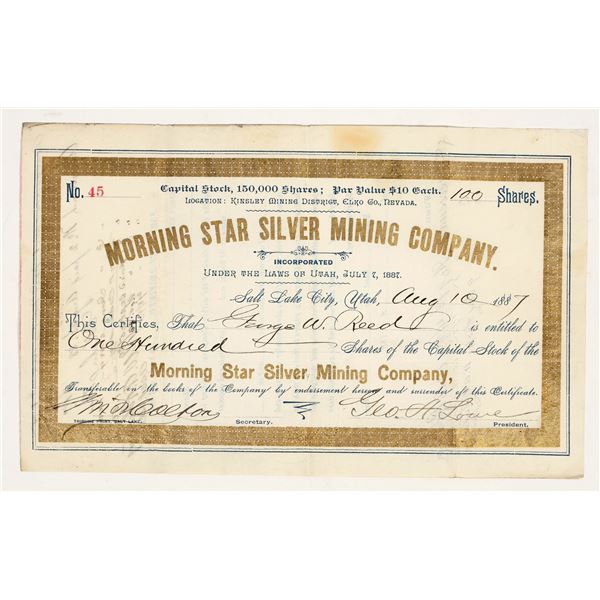 No. 45
Capital Stock, 150,000 Shares; Par Value $10 Each. 100 Shares.
Location: Kinsley Mining District, Elko Co., Nevada.
MORNING STAR SILVER MINING COMPANY.
INCORPORATED
Under the Laws of Utah, July 7, 1887.
Salt Lake City, Utah, Aug 10 1887
This Certifies, That George W. Reed is entitled to
One Hundred Shares of the Capital Stock of the
Morning Star Silver Mining Company,
Transferable on the books of the Company by endorsement hereon and surrender of this Certificate.
Geo. H. Lowe
TRIBUNE PRINT, SALT LAKE. Secretary. President.